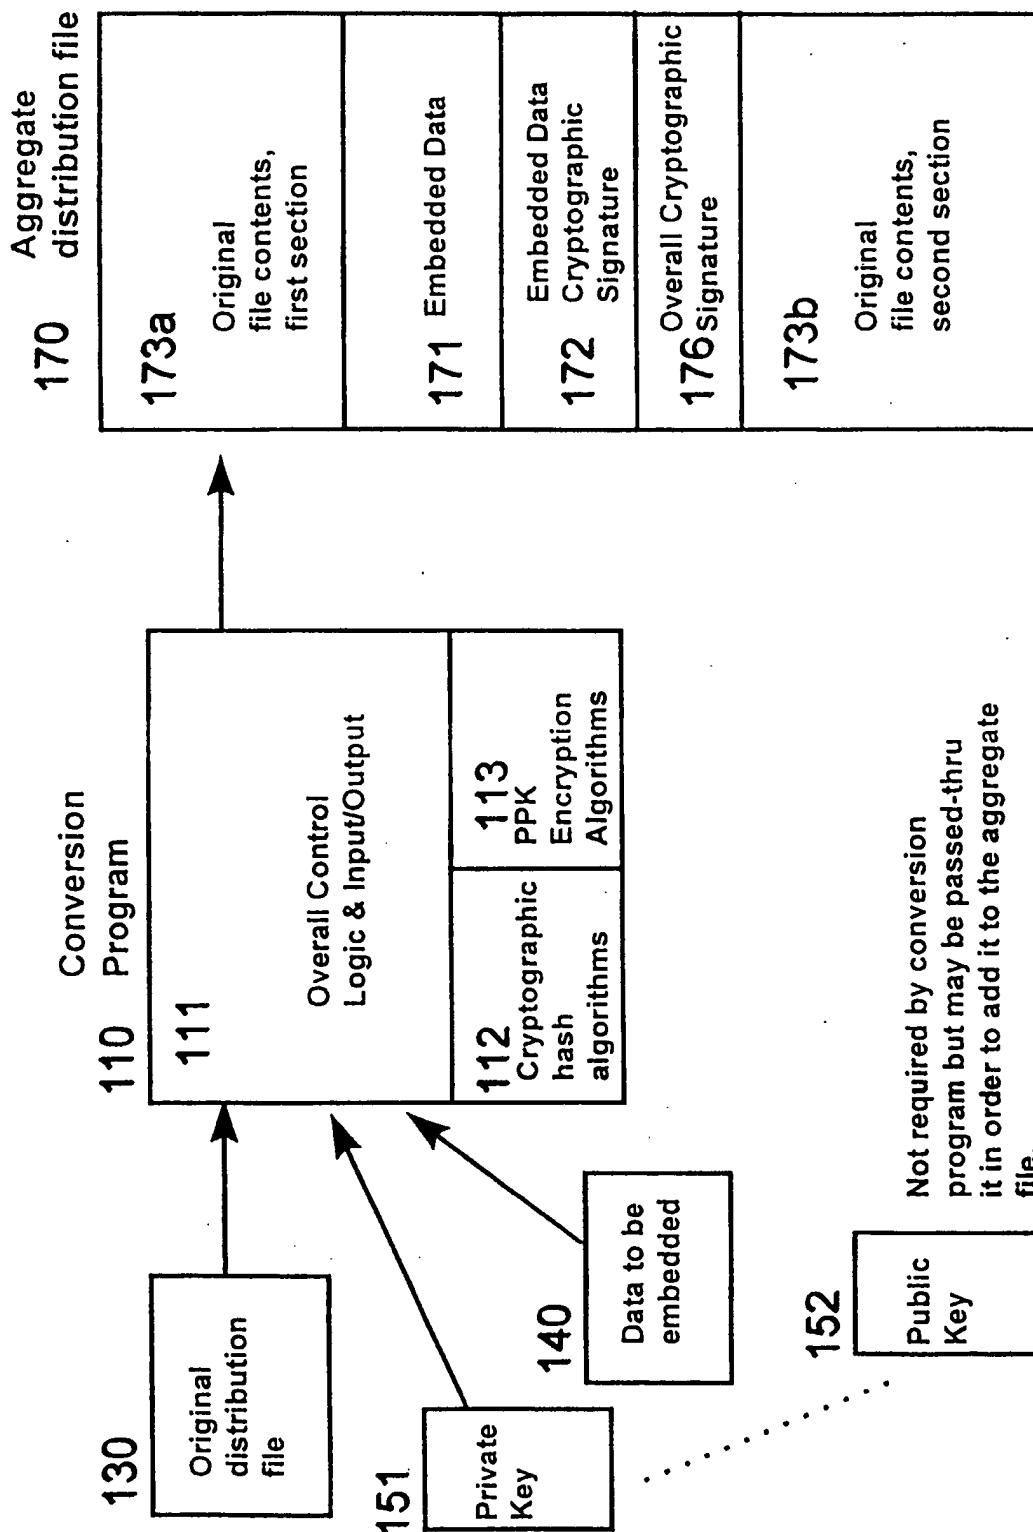 130
Original
distribution
file
151
Private
Key
140
Data to be
embedded
152
Public
Key
Not required by conversion
program but may be passed-thru
it in order to add it to the aggregate
file.
110
Conversion
Program
111
Overall Control
Logic & Input/Output
112
Cryptographic
hash
algorithms
113
PPK
Encryption
Algorithms
170
Aggregate
distribution file
173a
Original
file contents,
first section
171
Embedded Data
172
Embedded Data
Cryptographic
Signature
176
Overall Cryptographic
Signature
173b
Original
file contents,
second section